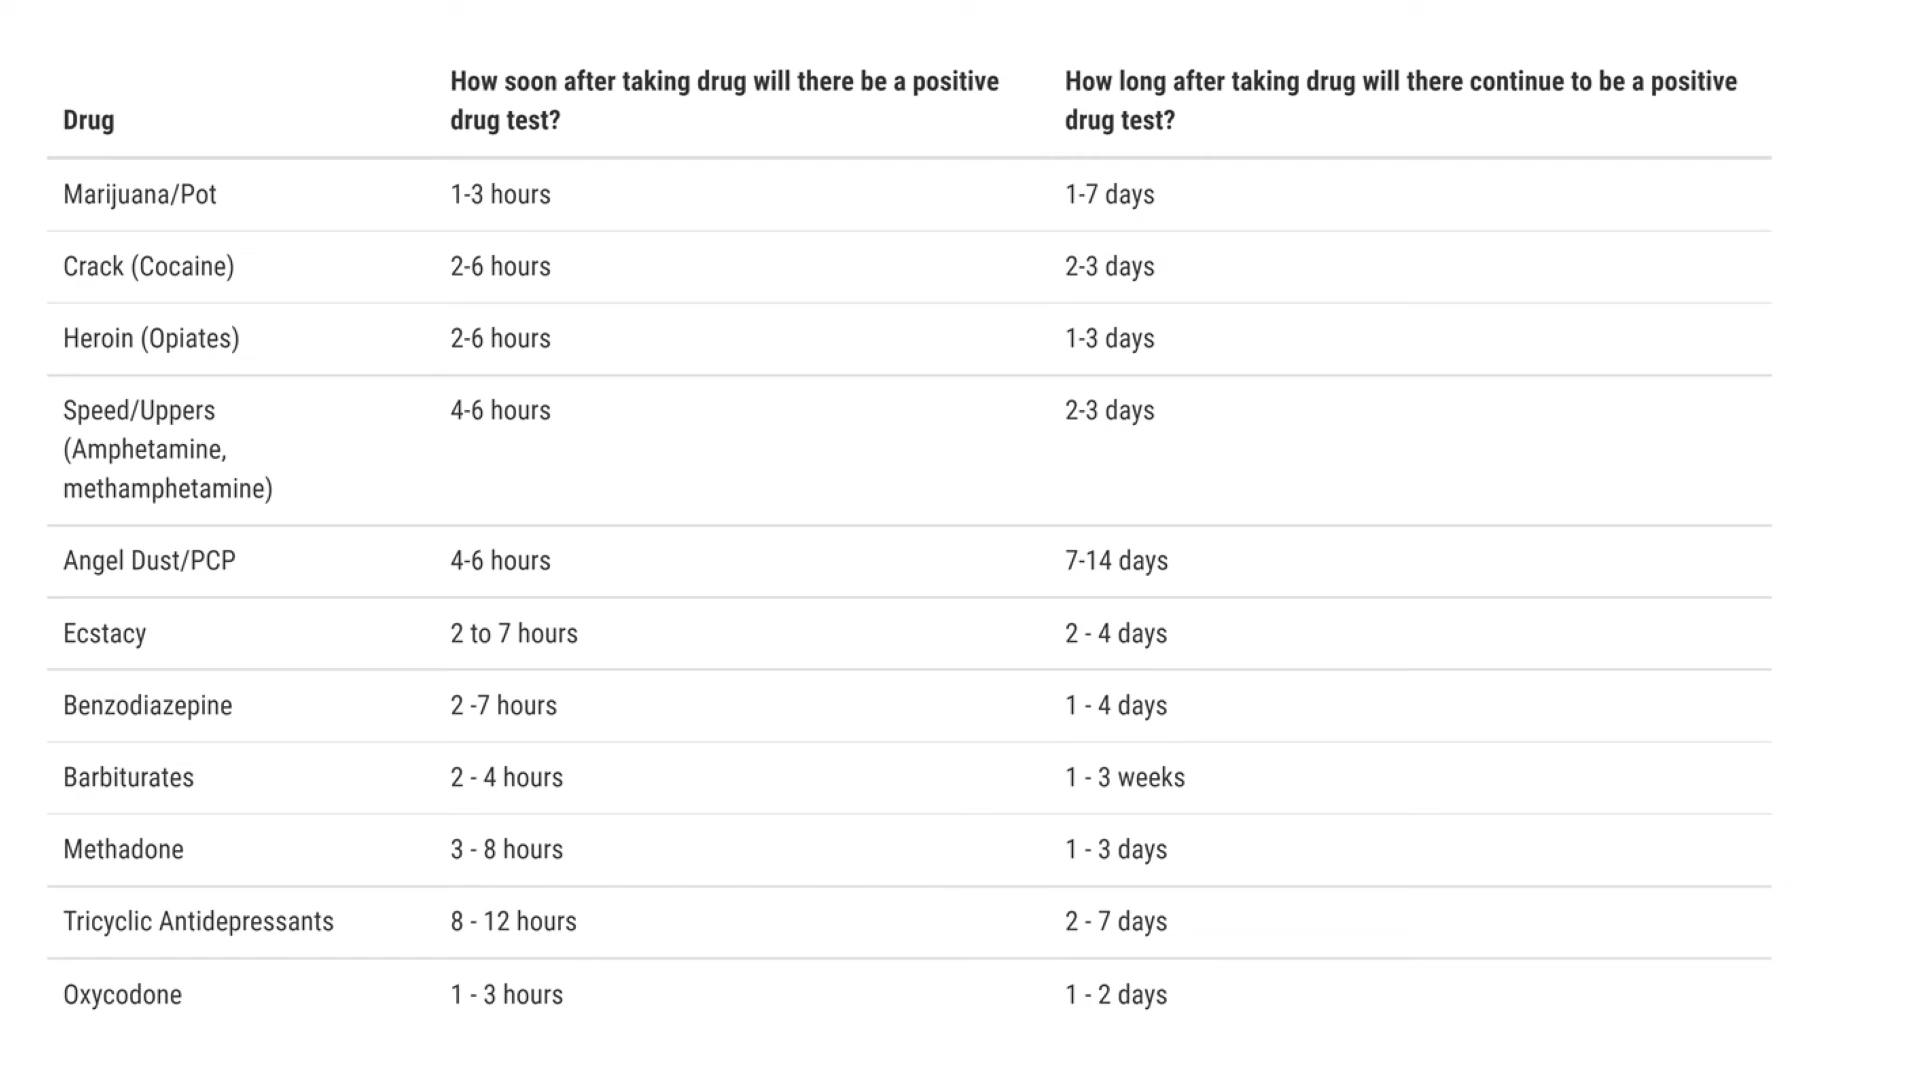 Drug
How soon after taking drug will there be a positive
drug test?
How long after taking drug will there continue to be a positive
drug test?
Marijuana/Pot
1-3 hours
1-7 days
Crack (Cocaine)
2-6 hours
2-3 days
Heroin (Opiates)
2-6 hours
1-3 days
Speed/Uppers
(Amphetamine,
methamphetamine)
4-6 hours
2-3 days
Angel Dust/PCP
4-6 hours
7-14 days
Ecstacy
2 to 7 hours
2 - 4 days
Benzodiazepine
2 -7 hours
1 - 4 days
Barbiturates
2 - 4 hours
1 - 3 weeks
Methadone
3 - 8 hours
1 - 3 days
Tricyclic Antidepressants
8 - 12 hours
2 - 7 days
Oxycodone
1 - 3 hours
1 - 2 days